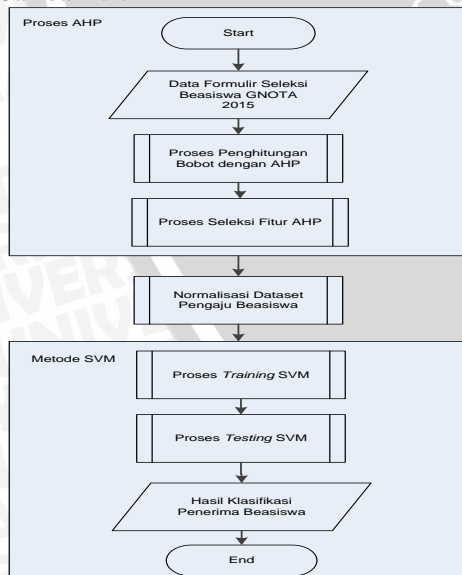 Proses AHP
Start
Data Formulir Seleksi
Beasiswa GNOTA
2015
Proses Penghitungan
Bobot dengan AHP
Proses Seleksi Fitur AHP
Normalisasi Dataset
Pengaju Beasiswa
Metode SVM
Proses Training SVM
Proses Testing SVM
Hasil Klasifikasi
Penerima Beasiswa
End